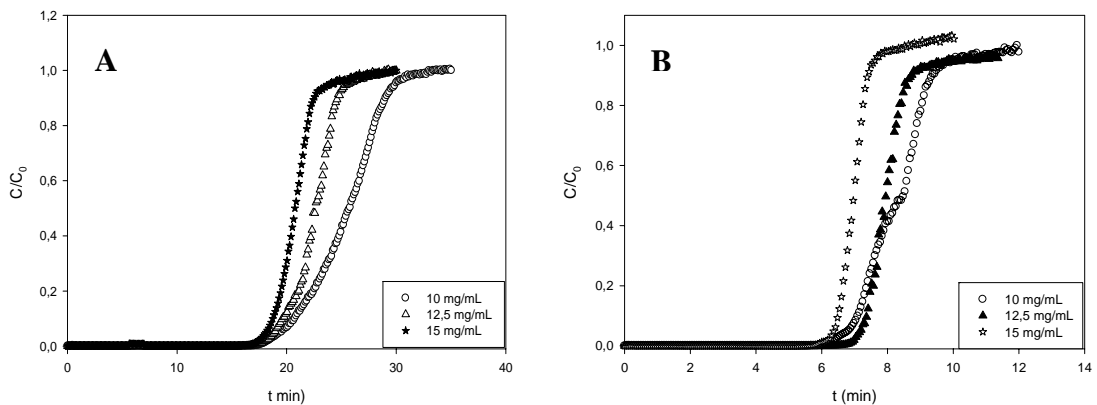 A
C/C0
1,2
1,0
0,8
0,6
0,4
0,2
0,0
0 10 20 30 40
t min)
10 mg/mL
12,5 mg/mL
15 mg/mL
B
C/C0
1,0
0,8
0,6
0,4
0,2
0,0
0 2 4 6 8 10 12 14
t (min)
10 mg/mL
12,5 mg/mL
15 mg/mL